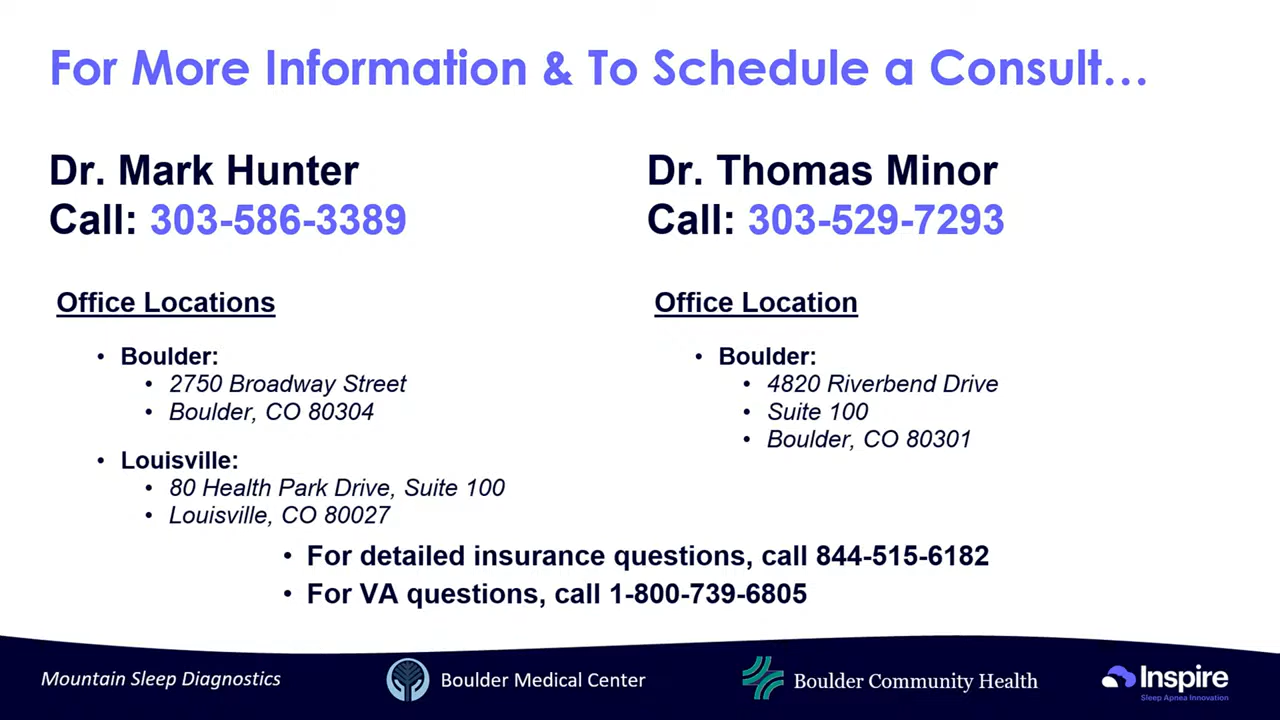 For More Information & To Schedule a Consult...
Dr. Mark Hunter
Call: 303-586-3389
Office Locations
• Boulder:
• 2750 Broadway Street
• Boulder, CO 80304
• Louisville:
• 80 Health Park Drive, Suite 100
• Louisville, CO 80027
Dr. Thomas Minor
Call: 303-529-7293
Office Location
• Boulder:
• 4820 Riverbend Drive
• Suite 100
• Boulder, CO 80301
• For detailed insurance questions, call 844-515-6182
• For VA questions, call 1-800-739-6805
Mountain Sleep Diagnostics
Boulder Medical Center
Boulder Community Health
Inspire
Sleep Apnea Innovation